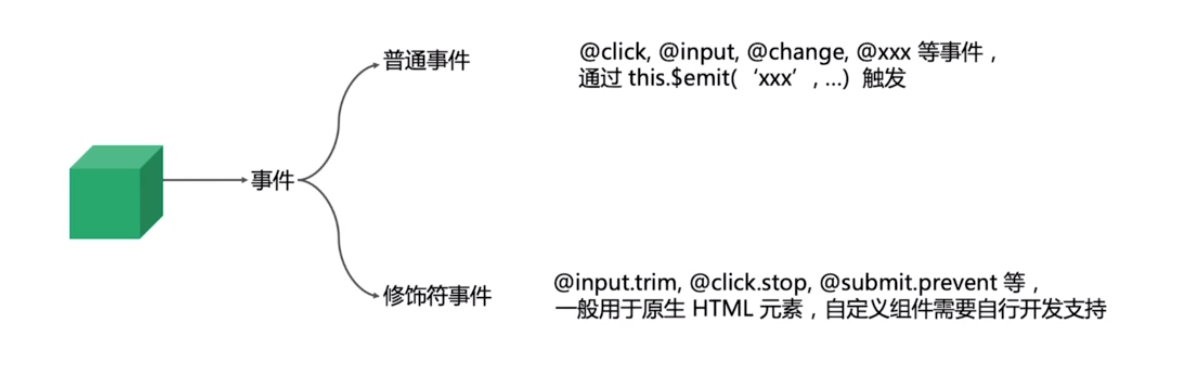 普通事件
@click, @input, @change, @xxx 等事件，
通过 this.$emit(‘xxx’, ...) 触发
事件
修饰符事件
@input.trim, @click.stop, @submit.prevent 等，
一般用于原生 HTML 元素，自定义组件需要自行开发支持